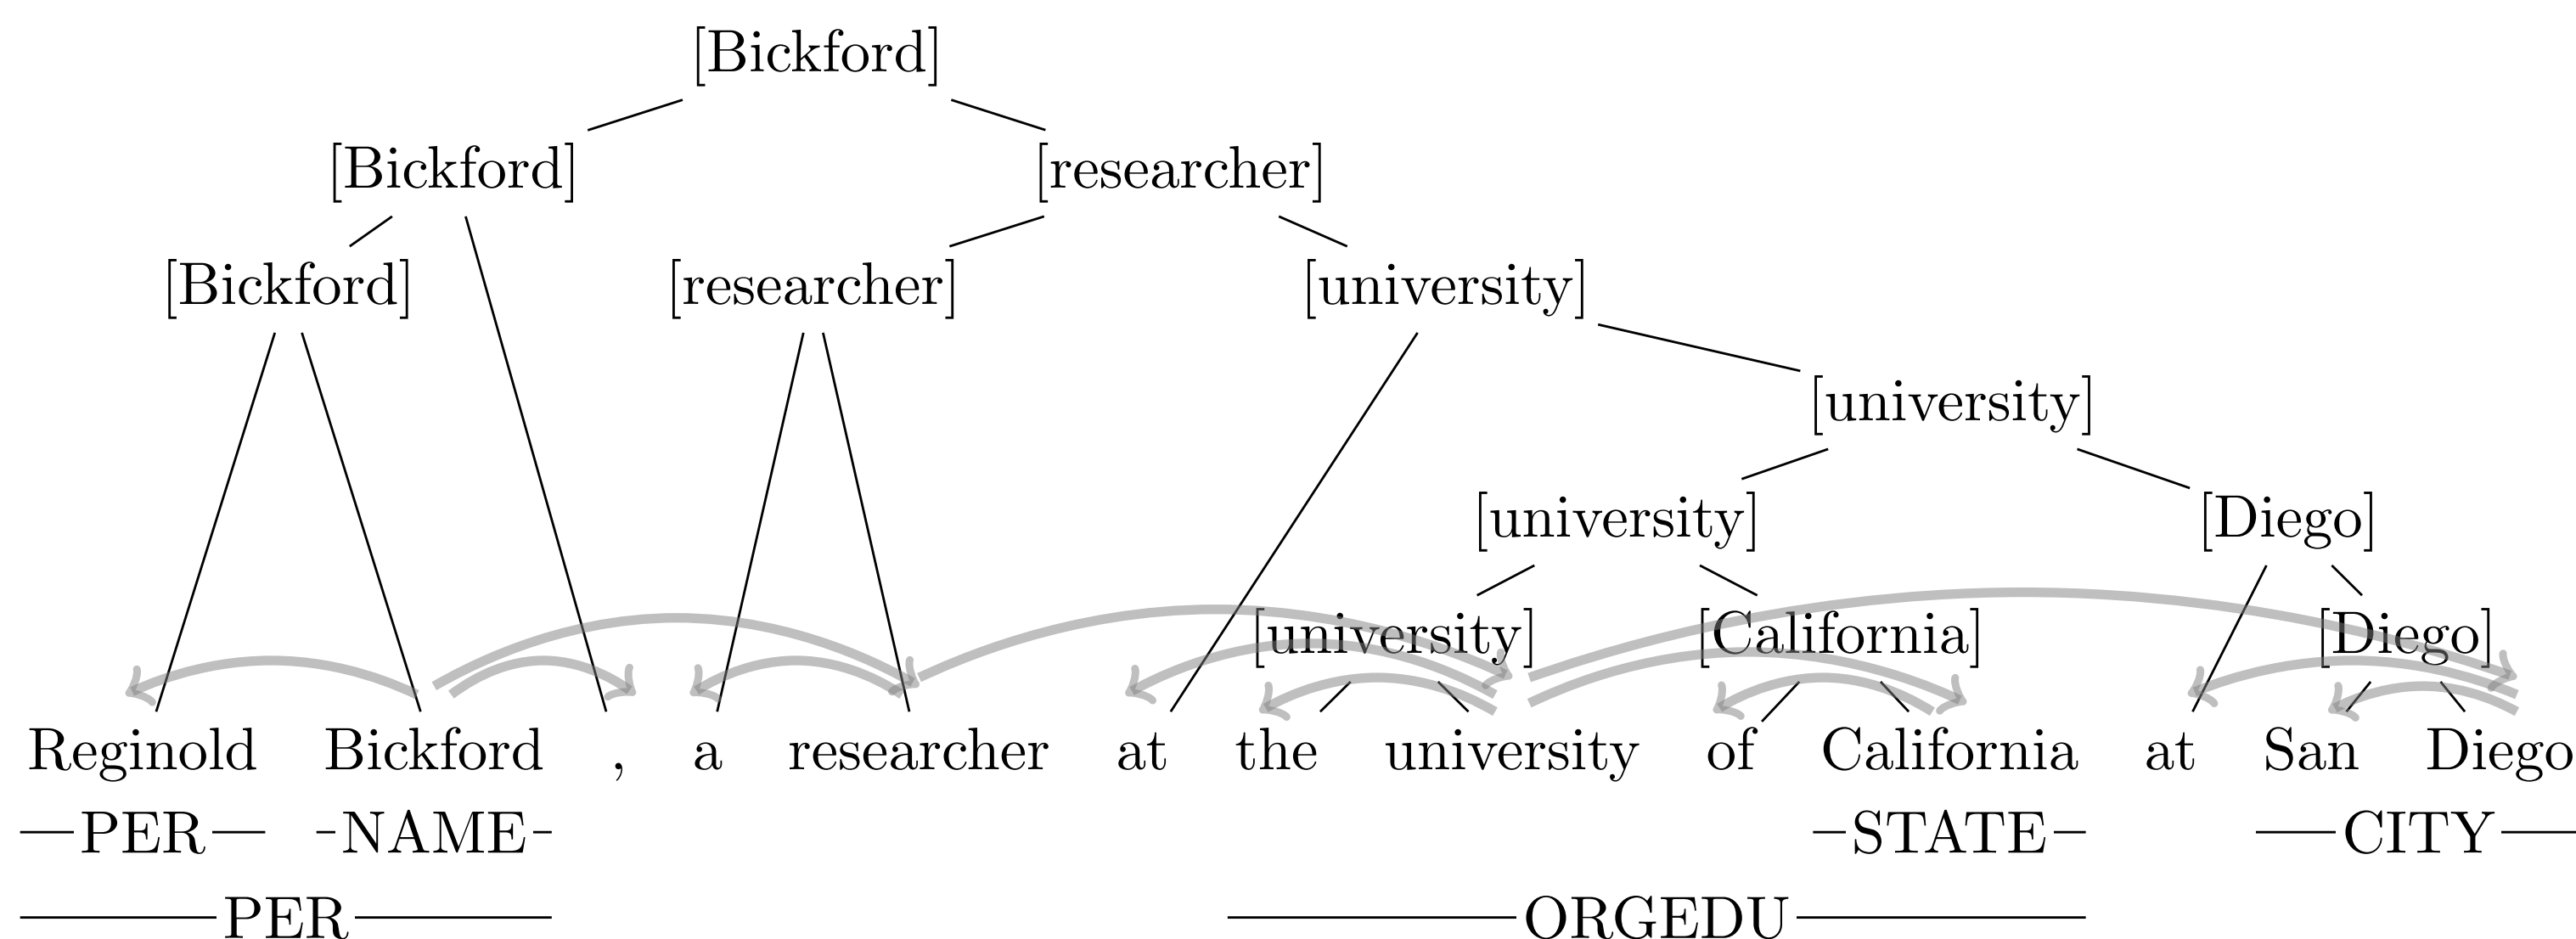 [Bickford]
[Bickford] [researcher]
[Bickford] [researcher] [university]
[university]
[university] [Diego]
[university] [California] [Diego]
Reginold Bickford , a researcher at the university of California at San Diego
PER NAME STATE CITY
PER ORGEDU